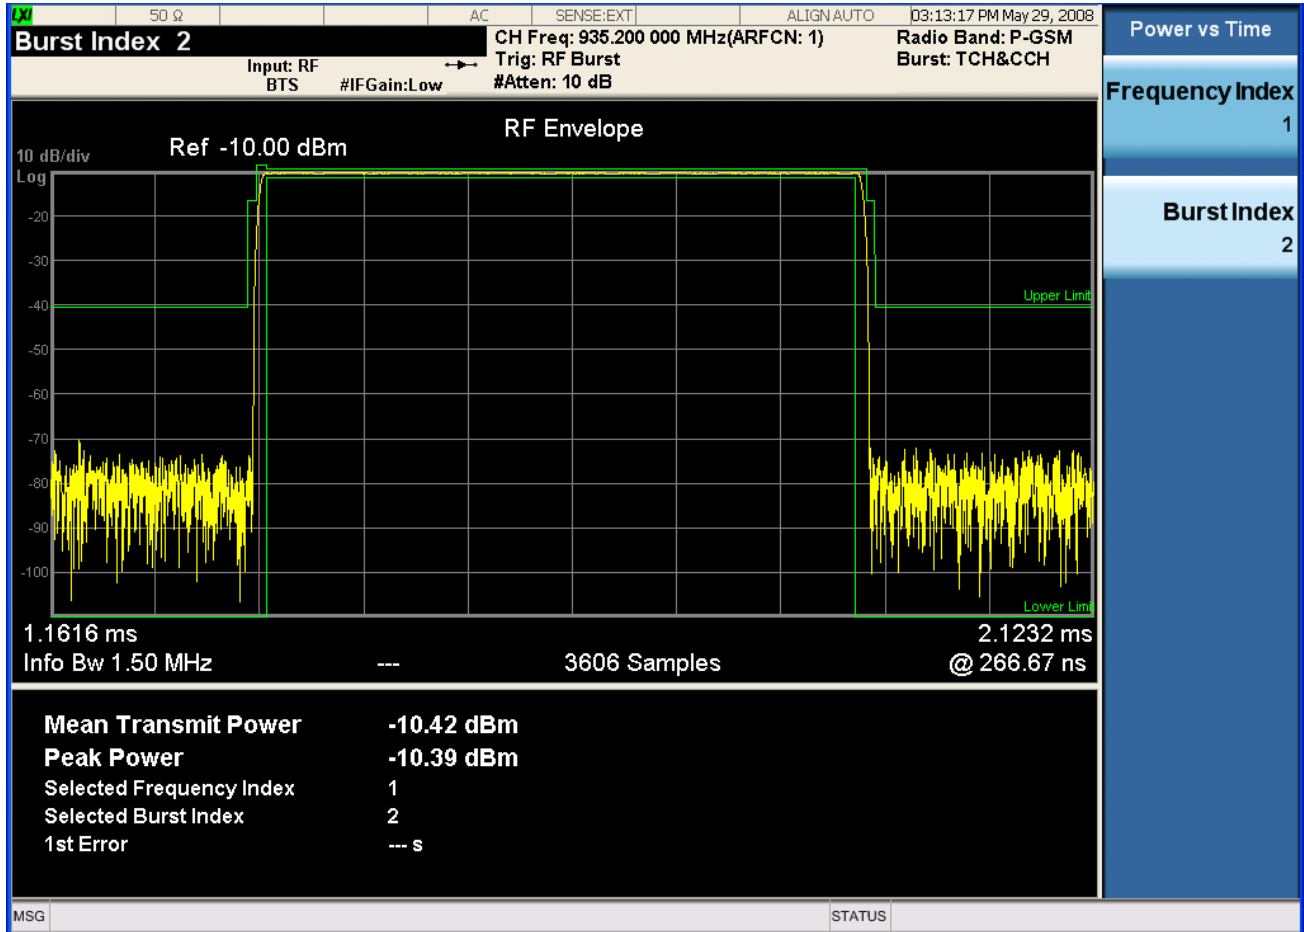 LXI 50 Ω AC SENSE:EXT ALIGN AUTO 03:13:17 PM May 29, 2008
Burst Index 2
Input: RF
BTS #IFGain:Low
CH Freq: 935.200 000 MHz(ARFCN: 1)
Trig: RF Burst
#Atten: 10 dB
Radio Band: P-GSM
Burst: TCH&CCH
Power vs Time
Frequency Index
1
Burst Index
2
RF Envelope
Ref -10.00 dBm
10 dB/div
Log
-20
-30
-40
-50
-60
-70
-80
-90
-100
Upper Limit
Lower Limi
1.1616 ms 2.1232 ms
Info Bw 1.50 MHz --- 3606 Samples @ 266.67 ns
Mean Transmit Power -10.42 dBm
Peak Power -10.39 dBm
Selected Frequency Index 1
Selected Burst Index 2
1st Error --- s
MSG STATUS